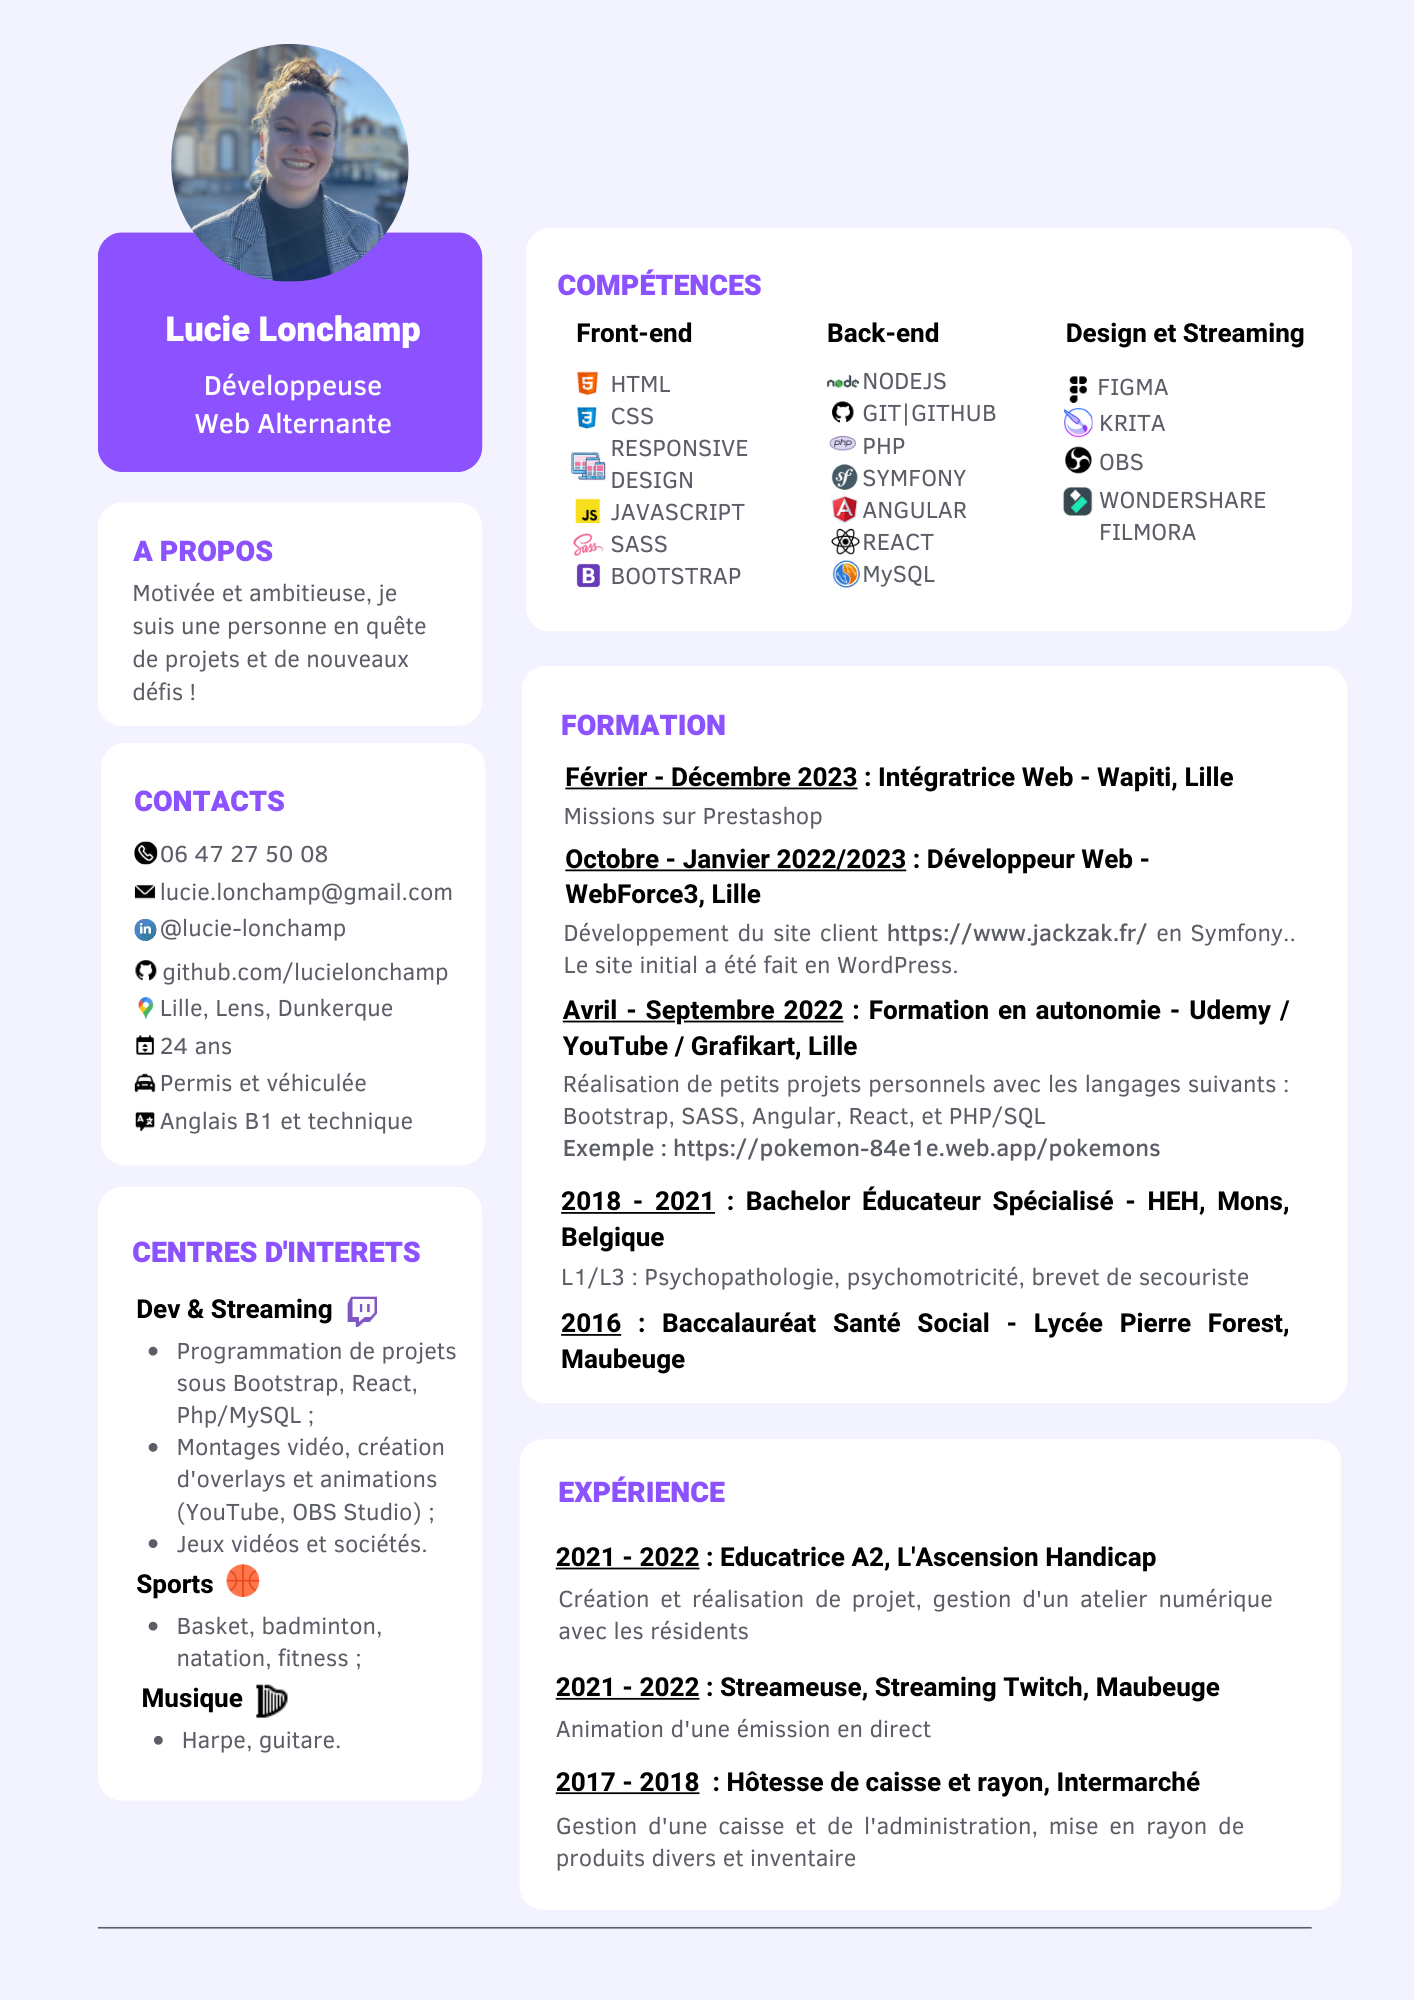 Lucie Lonchamp
Développeuse
Web Alternante
A PROPOS
Motivée et ambitieuse, je
suis une personne en quête
de projets et de nouveaux
défis !
CONTACTS
06 47 27 50 08
lucie.lonchamp@gmail.com
@lucie-lonchamp
github.com/lucielonchamp
Lille, Lens, Dunkerque
24 ans
Permis et véhiculée
Anglais B1 et technique
CENTRES D'INTERETS
Dev & Streaming
• Programmation de projets
sous Bootstrap, React,
Php/MySQL ;
• Montages vidéo, création
d'overlays et animations
(YouTube, OBS Studio) ;
• Jeux vidéos et sociétés.
Sports
• Basket, badminton,
natation, fitness ;
Musique
• Harpe, guitare.
COMPÉTENCES
Front-end
HTML
CSS
RESPONSIVE
DESIGN
JS JAVASCRIPT
Sass SASS
B BOOTSTRAP
Back-end
node NODEJS
GIT|GITHUB
php PHP
sf SYMFONY
A ANGULAR
REACT
MySQL
Design et Streaming
FIGMA
KRITA
OBS
WONDERSHARE
FILMORA
FORMATION
Février - Décembre 2023 : Intégratrice Web - Wapiti, Lille
Missions sur Prestashop
Octobre - Janvier 2022/2023 : Développeur Web -
WebForce3, Lille
Développement du site client https://www.jackzak.fr/ en Symfony..
Le site initial a été fait en WordPress.
Avril - Septembre 2022 : Formation en autonomie - Udemy /
YouTube / Grafikart, Lille
Réalisation de petits projets personnels avec les langages suivants :
Bootstrap, SASS, Angular, React, et PHP/SQL
Exemple : https://pokemon-84e1e.web.app/pokemons
2018 - 2021 : Bachelor Éducateur Spécialisé - HEH, Mons,
Belgique
L1/L3 : Psychopathologie, psychomotricité, brevet de secouriste
2016 : Baccalauréat Santé Social - Lycée Pierre Forest,
Maubeuge
EXPÉRIENCE
2021 - 2022 : Educatrice A2, L'Ascension Handicap
Création et réalisation de projet, gestion d'un atelier numérique
avec les résidents
2021 - 2022 : Streameuse, Streaming Twitch, Maubeuge
Animation d'une émission en direct
2017 - 2018 : Hôtesse de caisse et rayon, Intermarché
Gestion d'une caisse et de l'administration, mise en rayon de
produits divers et inventaire